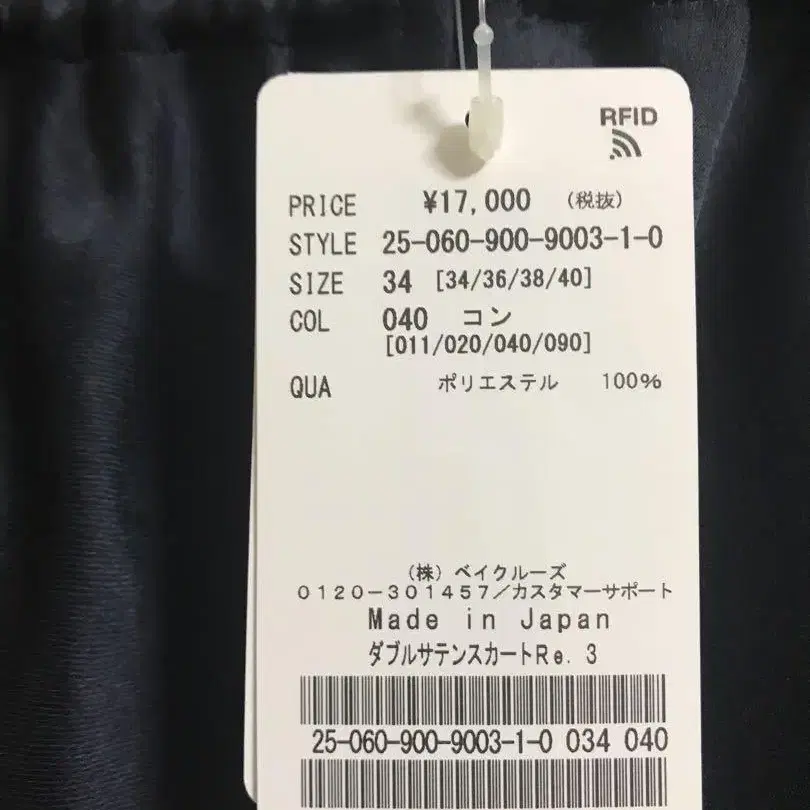 RFID
PRICE ¥17,000 (税抜)
STYLE 25-060-900-9003-1-0
SIZE 34 [34/36/38/40]
COL 040 コン
[011/020/040/090]
QUA ポリエステル 100%
(株) ベイクルーズ
0120-301457/カスタマーサポート
Made in Japan
ダブルサテンスカートRe. 3
25-060-900-9003-1-0 034 040